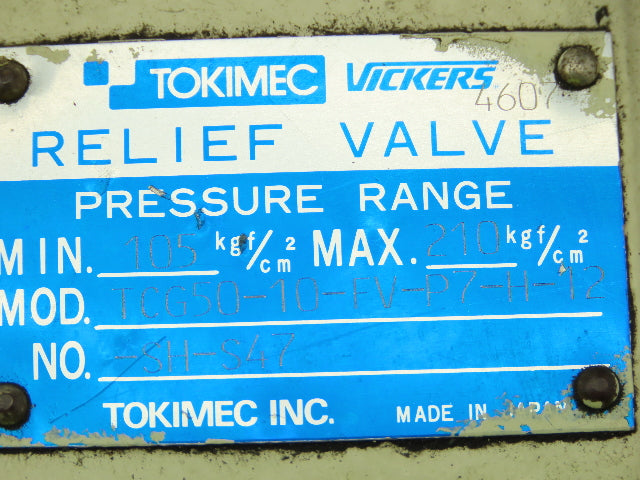 TOKIMEC VICKERS
4607
RELIEF VALVE
PRESSURE RANGE
MIN. 105 kgf/cm² MAX. 210 kgf/cm²
MOD. TCG50-10-FV-P7-H-12
NO. -SH-S47
TOKIMEC INC. MADE IN JAPAN